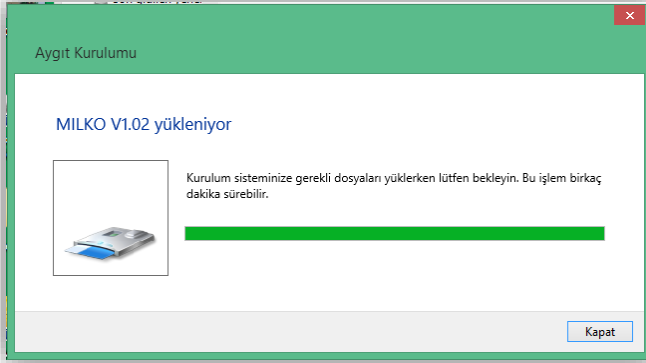 Aygıt Kurulumu
MILKO V1.02 yükleniyor
Kurulum sisteminize gerekli dosyaları yüklerken lütfen bekleyin. Bu işlem birkaç
dakika sürebilir.
Kapat